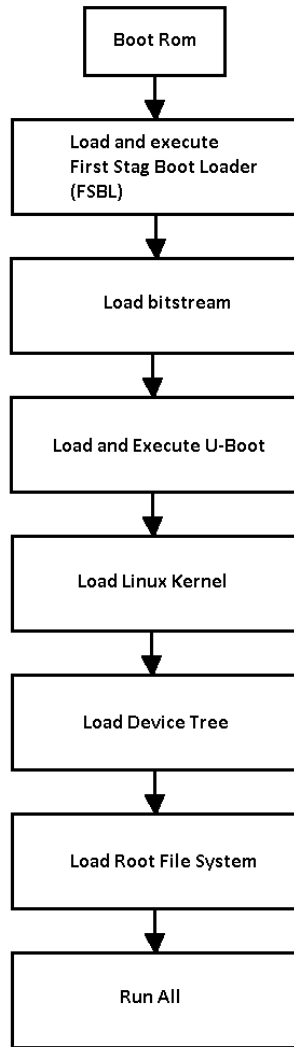 Boot Rom
Load and execute
First Stag Boot Loader
(FSBL)
Load bitstream
Load and Execute U-Boot
Load Linux Kernel
Load Device Tree
Load Root File System
Run All